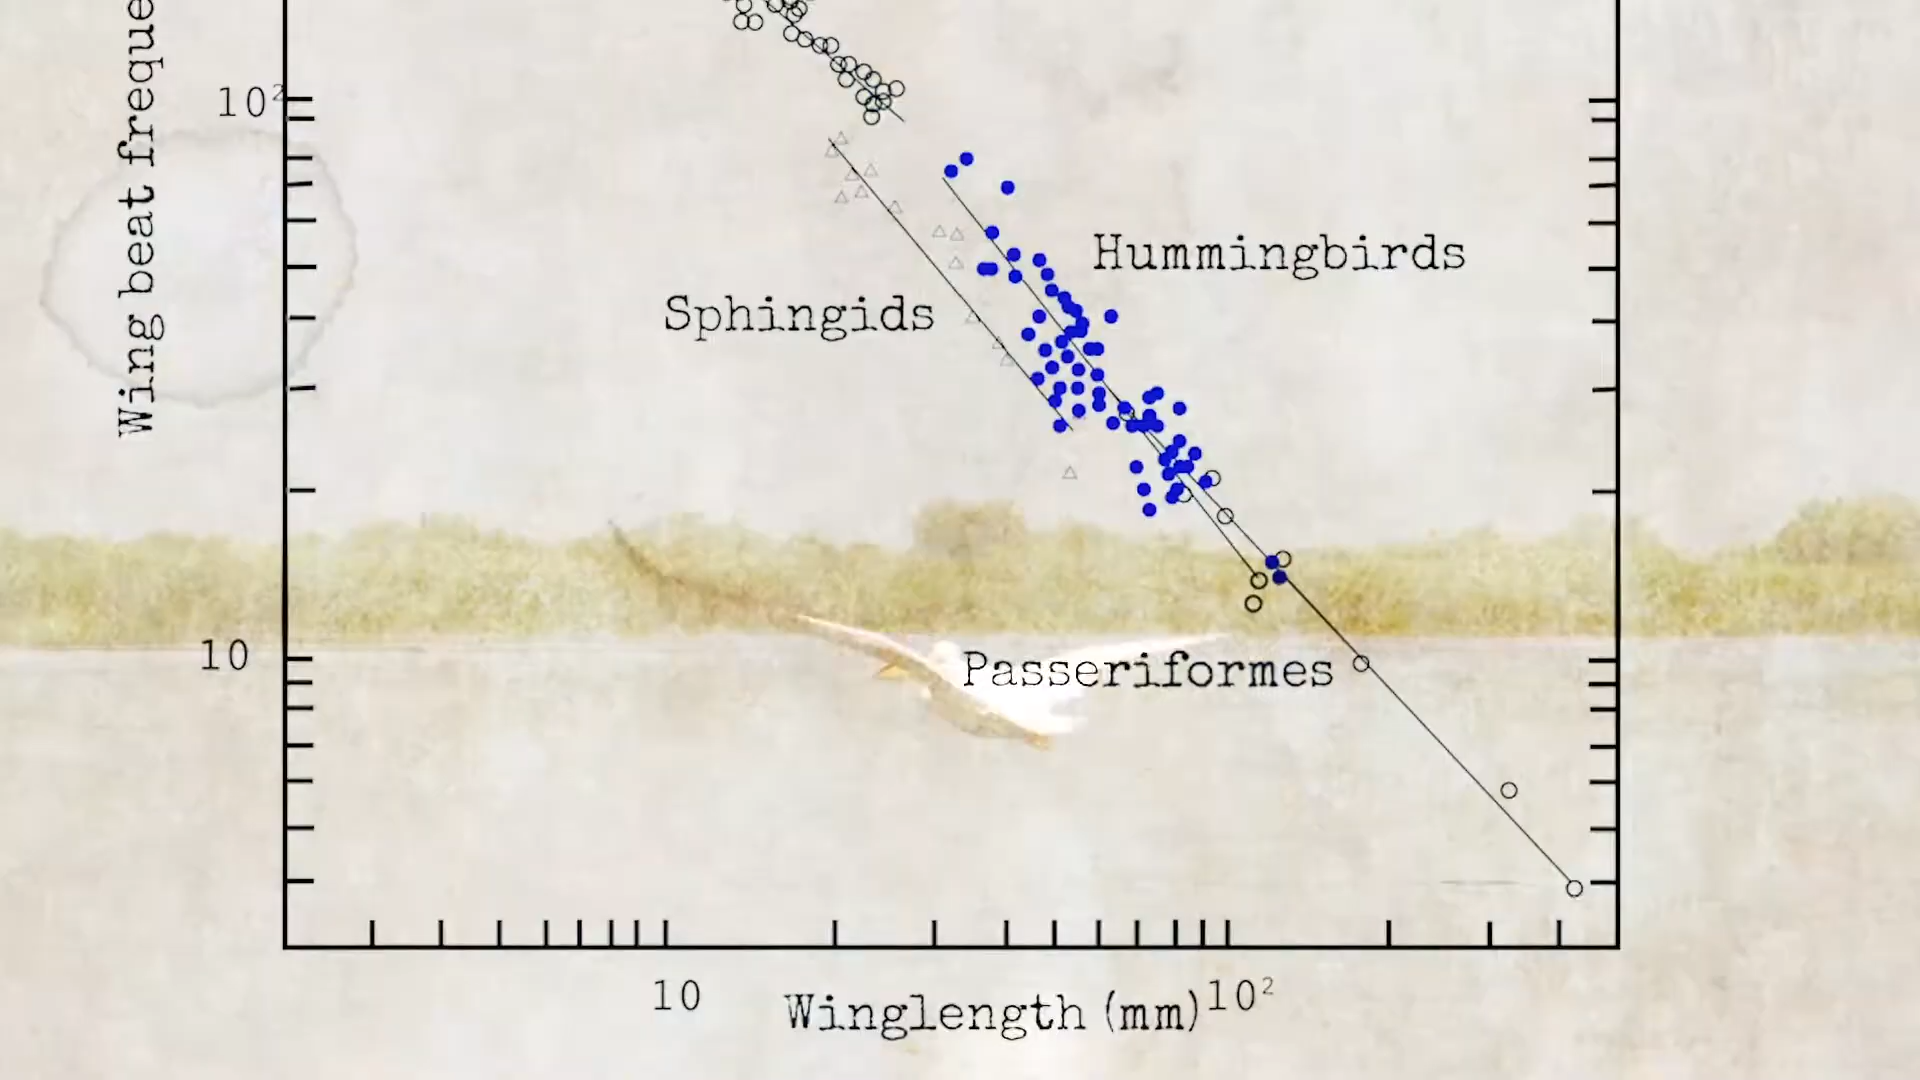 Wing beat freque
10²
Hummingbirds
Sphingids
10
Passeriformes
10
Winglength (mm)
10²